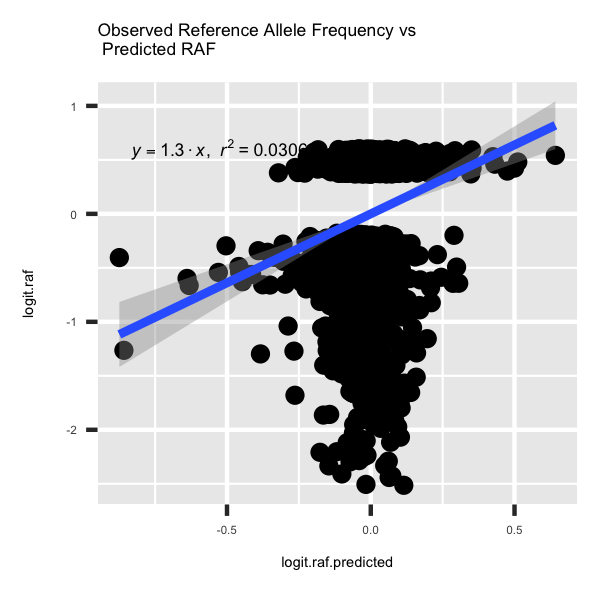 Observed Reference Allele Frequency vs
Predicted RAF
y = 1.3 · x, r² = 0.0306
1
0
-1
-2
logit.raf
-0.5
0.0
0.5
logit.raf.predicted